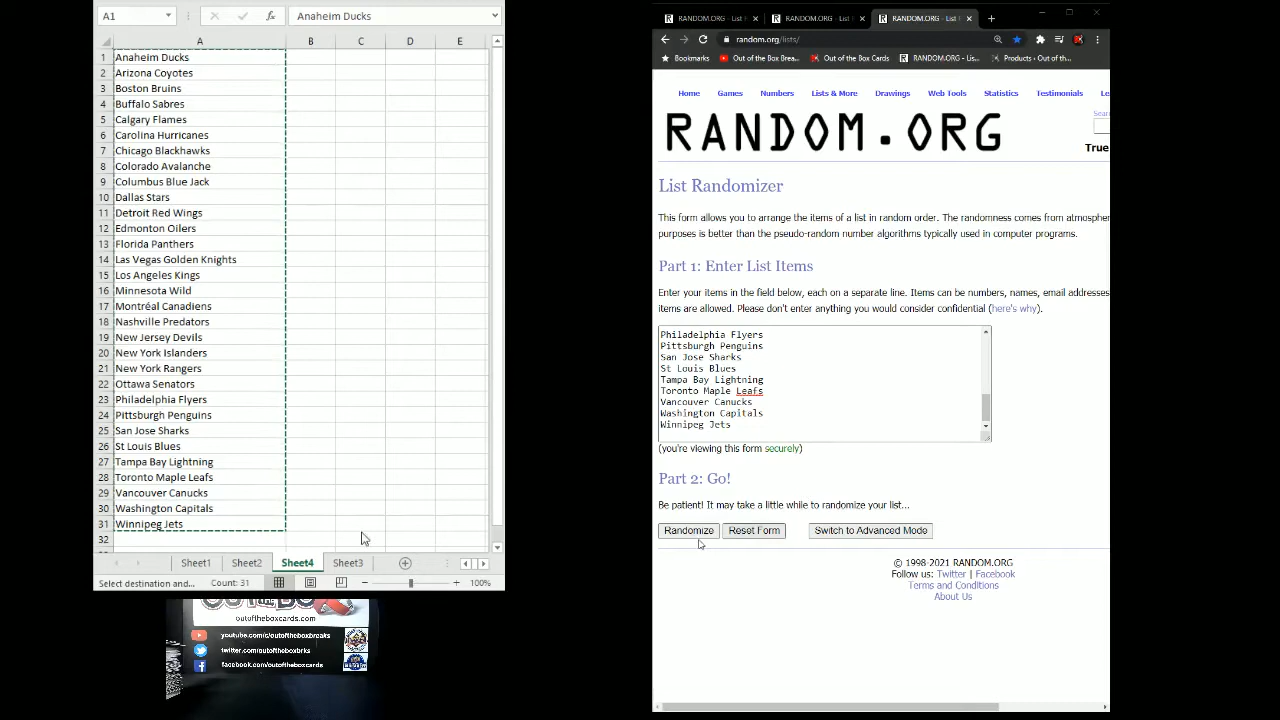 A1
Anaheim Ducks
A
B
C
D
E
1 Anaheim Ducks
2 Arizona Coyotes
3 Boston Bruins
4 Buffalo Sabres
5 Calgary Flames
6 Carolina Hurricanes
7 Chicago Blackhawks
8 Colorado Avalanche
9 Columbus Blue Jack
10 Dallas Stars
11 Detroit Red Wings
12 Edmonton Oilers
13 Florida Panthers
14 Las Vegas Golden Knights
15 Los Angeles Kings
16 Minnesota Wild
17 Montréal Canadiens
18 Nashville Predators
19 New Jersey Devils
20 New York Islanders
21 New York Rangers
22 Ottawa Senators
23 Philadelphia Flyers
24 Pittsburgh Penguins
25 San Jose Sharks
26 St Louis Blues
27 Tampa Bay Lightning
28 Toronto Maple Leafs
29 Vancouver Canucks
30 Washington Capitals
31 Winnipeg Jets
32
Sheet1 Sheet2 Sheet4 Sheet3
Select destination and... Count: 31 100%
outoftheboxcards.com
youtube.com/c/outoftheboxbreaks
twitter.com/outoftheboxbrks
facebook.com/outoftheboxcards
RANDOM.ORG - List RANDOM.ORG - List RANDOM.ORG - List
random.org/lists/
Bookmarks Out of the Box Brea... Out of the Box Cards RANDOM.ORG - Lis... Products ‹ Out of th...
Home Games Numbers Lists & More Drawings Web Tools Statistics Testimonials Le
RANDOM.ORG
Sear
True
List Randomizer
This form allows you to arrange the items of a list in random order. The randomness comes from atmospher
purposes is better than the pseudo-random number algorithms typically used in computer programs.
Part 1: Enter List Items
Enter your items in the field below, each on a separate line. Items can be numbers, names, email addresses
items are allowed. Please don't enter anything you would consider confidential (here's why).
Philadelphia Flyers
Pittsburgh Penguins
San Jose Sharks
St Louis Blues
Tampa Bay Lightning
Toronto Maple Leafs
Vancouver Canucks
Washington Capitals
Winnipeg Jets
(you're viewing this form securely)
Part 2: Go!
Be patient! It may take a little while to randomize your list...
Randomize Reset Form Switch to Advanced Mode
© 1998-2021 RANDOM.ORG
Follow us: Twitter | Facebook
Terms and Conditions
About Us